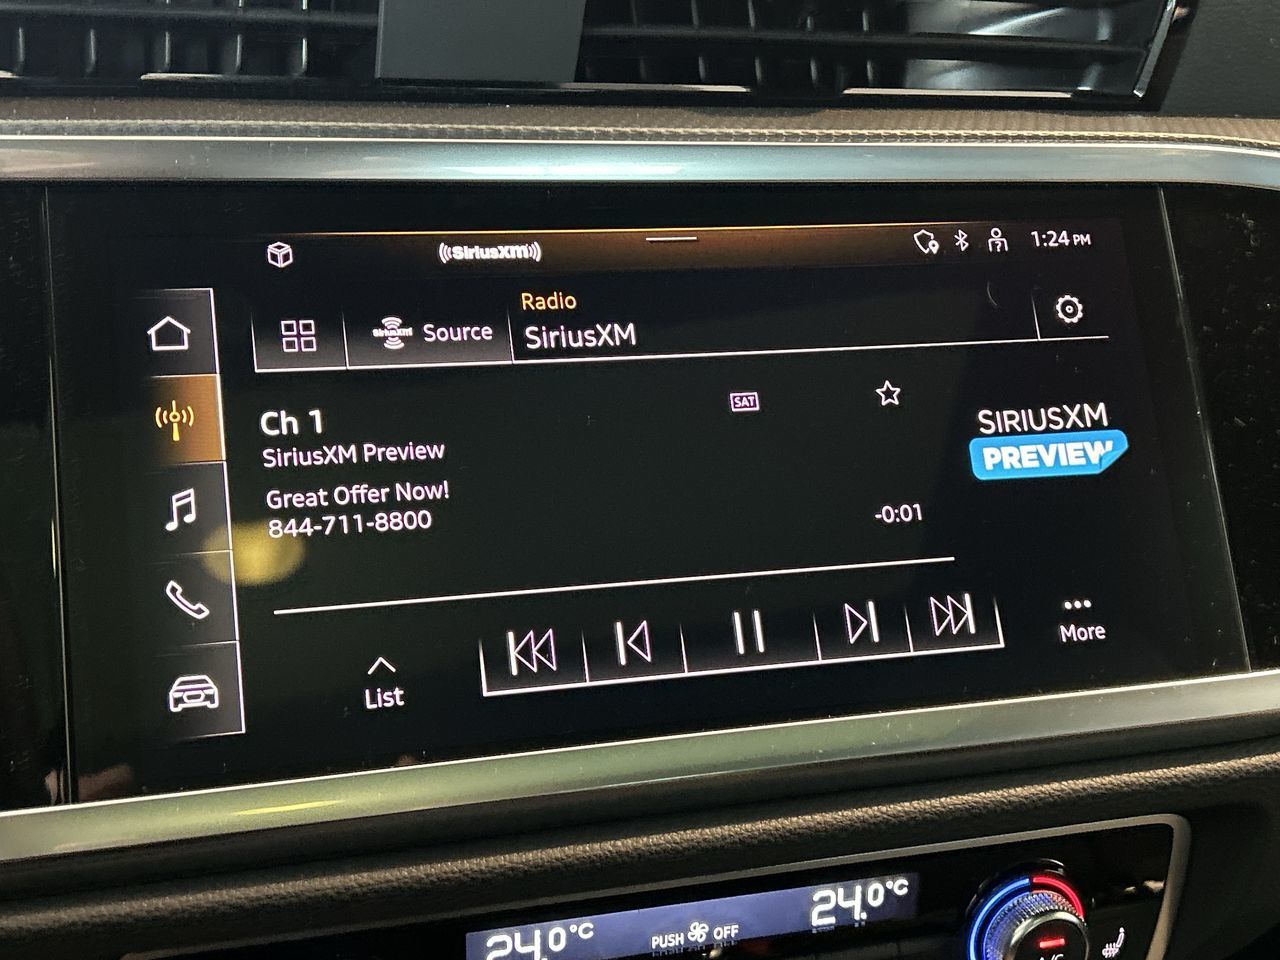 SiriusXM
1:24 PM
Radio
SiriusXM
Source
SiriusXM
Ch 1
SAT
SiriusXM Preview
SIRIUSXM
PREVIEW
Great Offer Now!
844-711-8800
-0:01
List
More
24.0°C
PUSH OFF
24.0°C
A/C